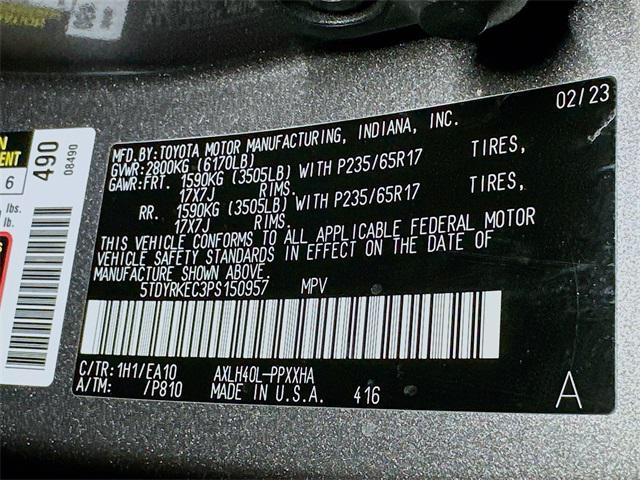 02/23
MFD.BY:TOYOTA MOTOR MANUFACTURING, INDIANA, INC.
GVWR:2800KG (6170LB)
GAWR:FRT. 1590KG (3505LB) WITH P235/65R17 TIRES,
17X7J RIMS.
RR. 1590KG (3505LB) WITH P235/65R17 TIRES,
17X7J RIMS.
THIS VEHICLE CONFORMS TO ALL APPLICABLE FEDERAL MOTOR
VEHICLE SAFETY STANDARDS IN EFFECT ON THE DATE OF
MANUFACTURE SHOWN ABOVE.
5TDYRKEC3PS150957 MPV
C/TR:1H1/EA10 AXLH40L-PPXXHA
A/TM: /P810 MADE IN U.S.A. 416
A
490
08490
6
lbs.
lb.